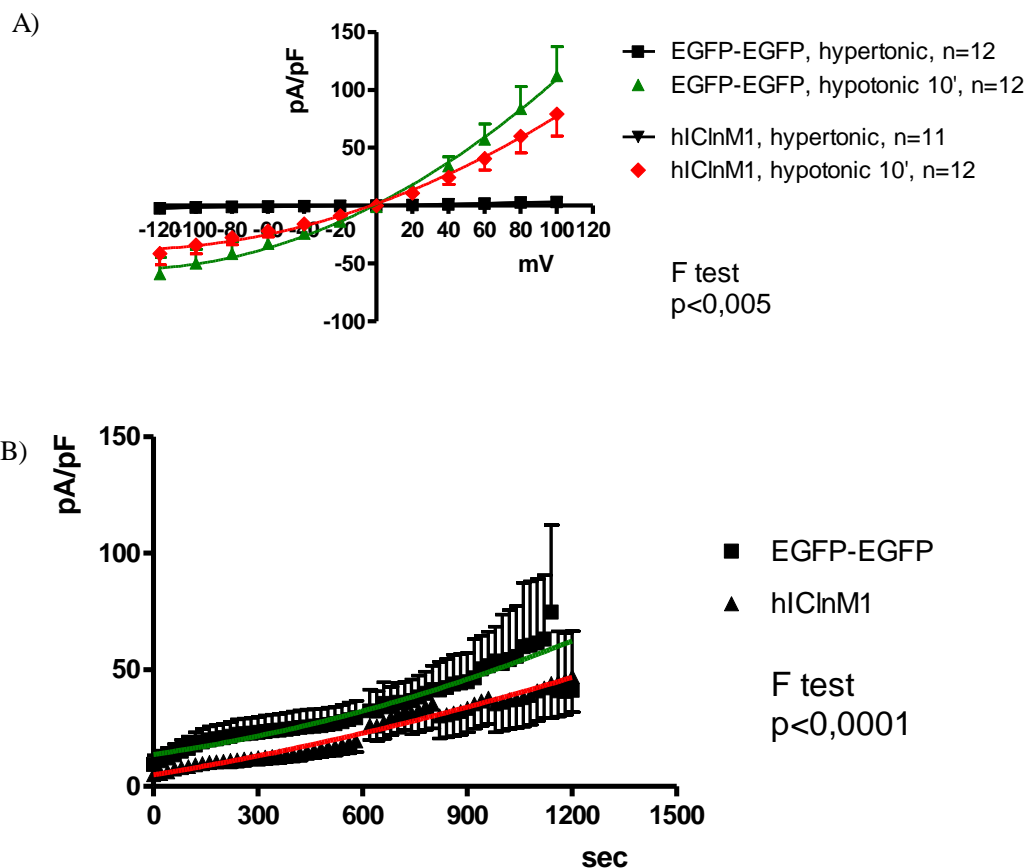 A)
150
100
50
-50
-100
pA/pF
-120
-100
-80
-60
-40
-20
20
40
60
80
100
120
mV
EGFP-EGFP, hypertonic, n=12
EGFP-EGFP, hypotonic 10', n=12
hIClnM1, hypertonic, n=11
hIClnM1, hypotonic 10', n=12
F test
p<0,005
B)
150
100
50
0
pA/pF
0
300
600
900
1200
1500
sec
EGFP-EGFP
hIClnM1
F test
p<0,0001